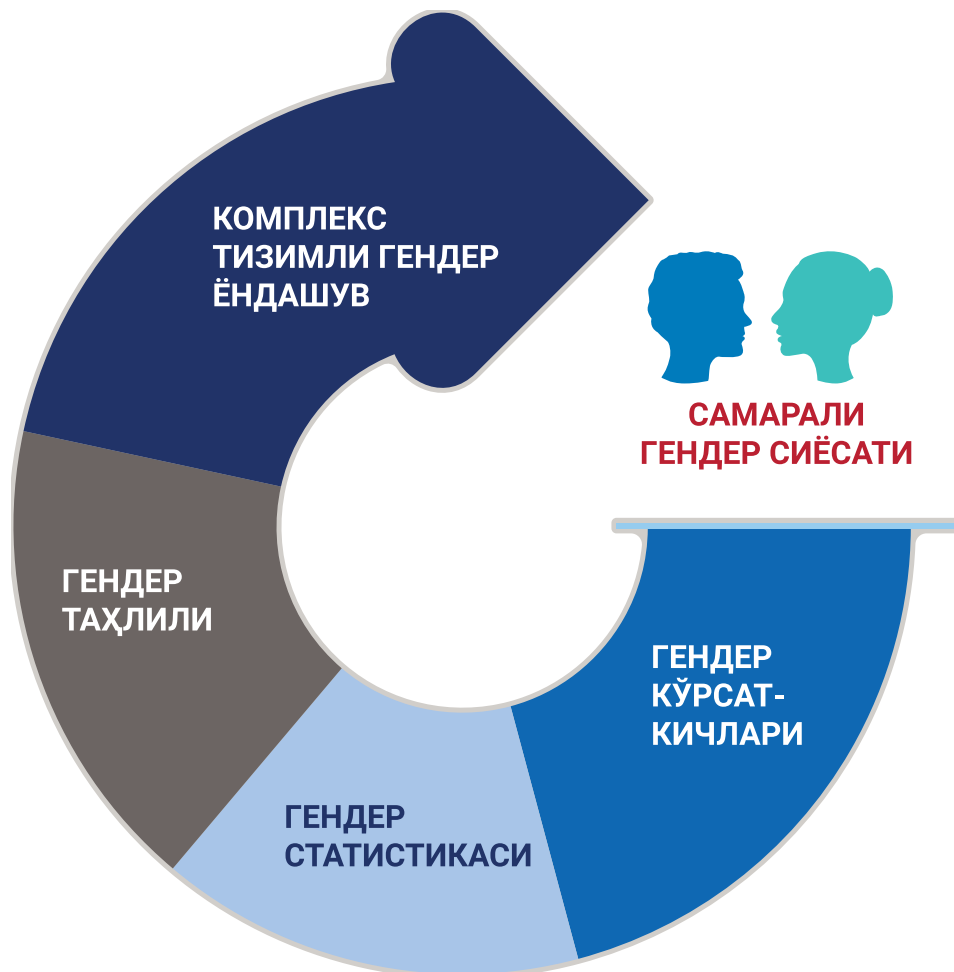 КОМПЛЕКС
ТИЗИМЛИ ГЕНДЕР
ЁНДАШУВ
САМАРАЛИ
ГЕНДЕР СИЁСАТИ
ГЕНДЕР
ТАҲЛИЛИ
ГЕНДЕР
КЎРСАТ-
КИЧЛАРИ
ГЕНДЕР
СТАТИСТИКАСИ